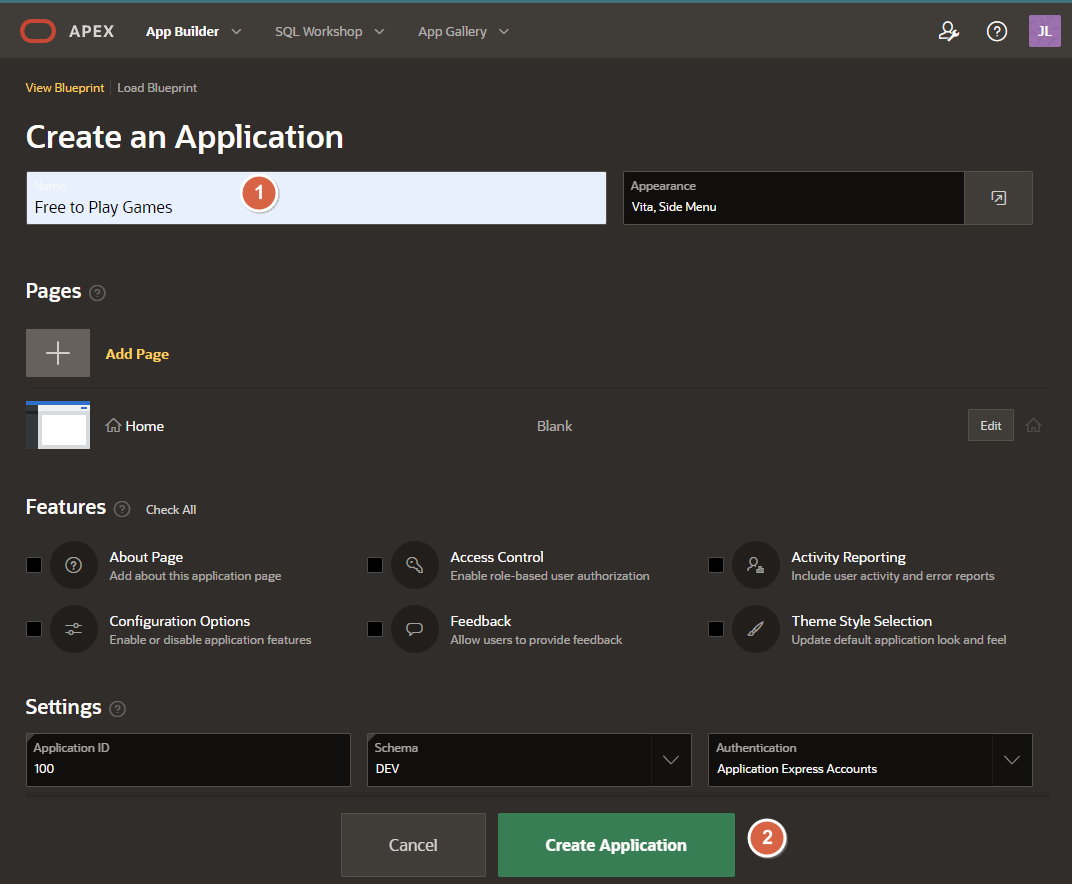 APEX App Builder SQL Workshop App Gallery ? JL
View Blueprint Load Blueprint
Create an Application
Name
Free to Play Games
1
Appearance
Vita, Side Menu
Pages ?
Add Page
Home Blank Edit
Features ? Check All
? About Page
Add about this application page
Access Control
Enable role-based user authorization
Activity Reporting
Include user activity and error reports
Configuration Options
Enable or disable application features
Feedback
Allow users to provide feedback
Theme Style Selection
Update default application look and feel
Settings ?
Application ID
100
Schema
DEV
Authentication
Application Express Accounts
Cancel Create Application 2